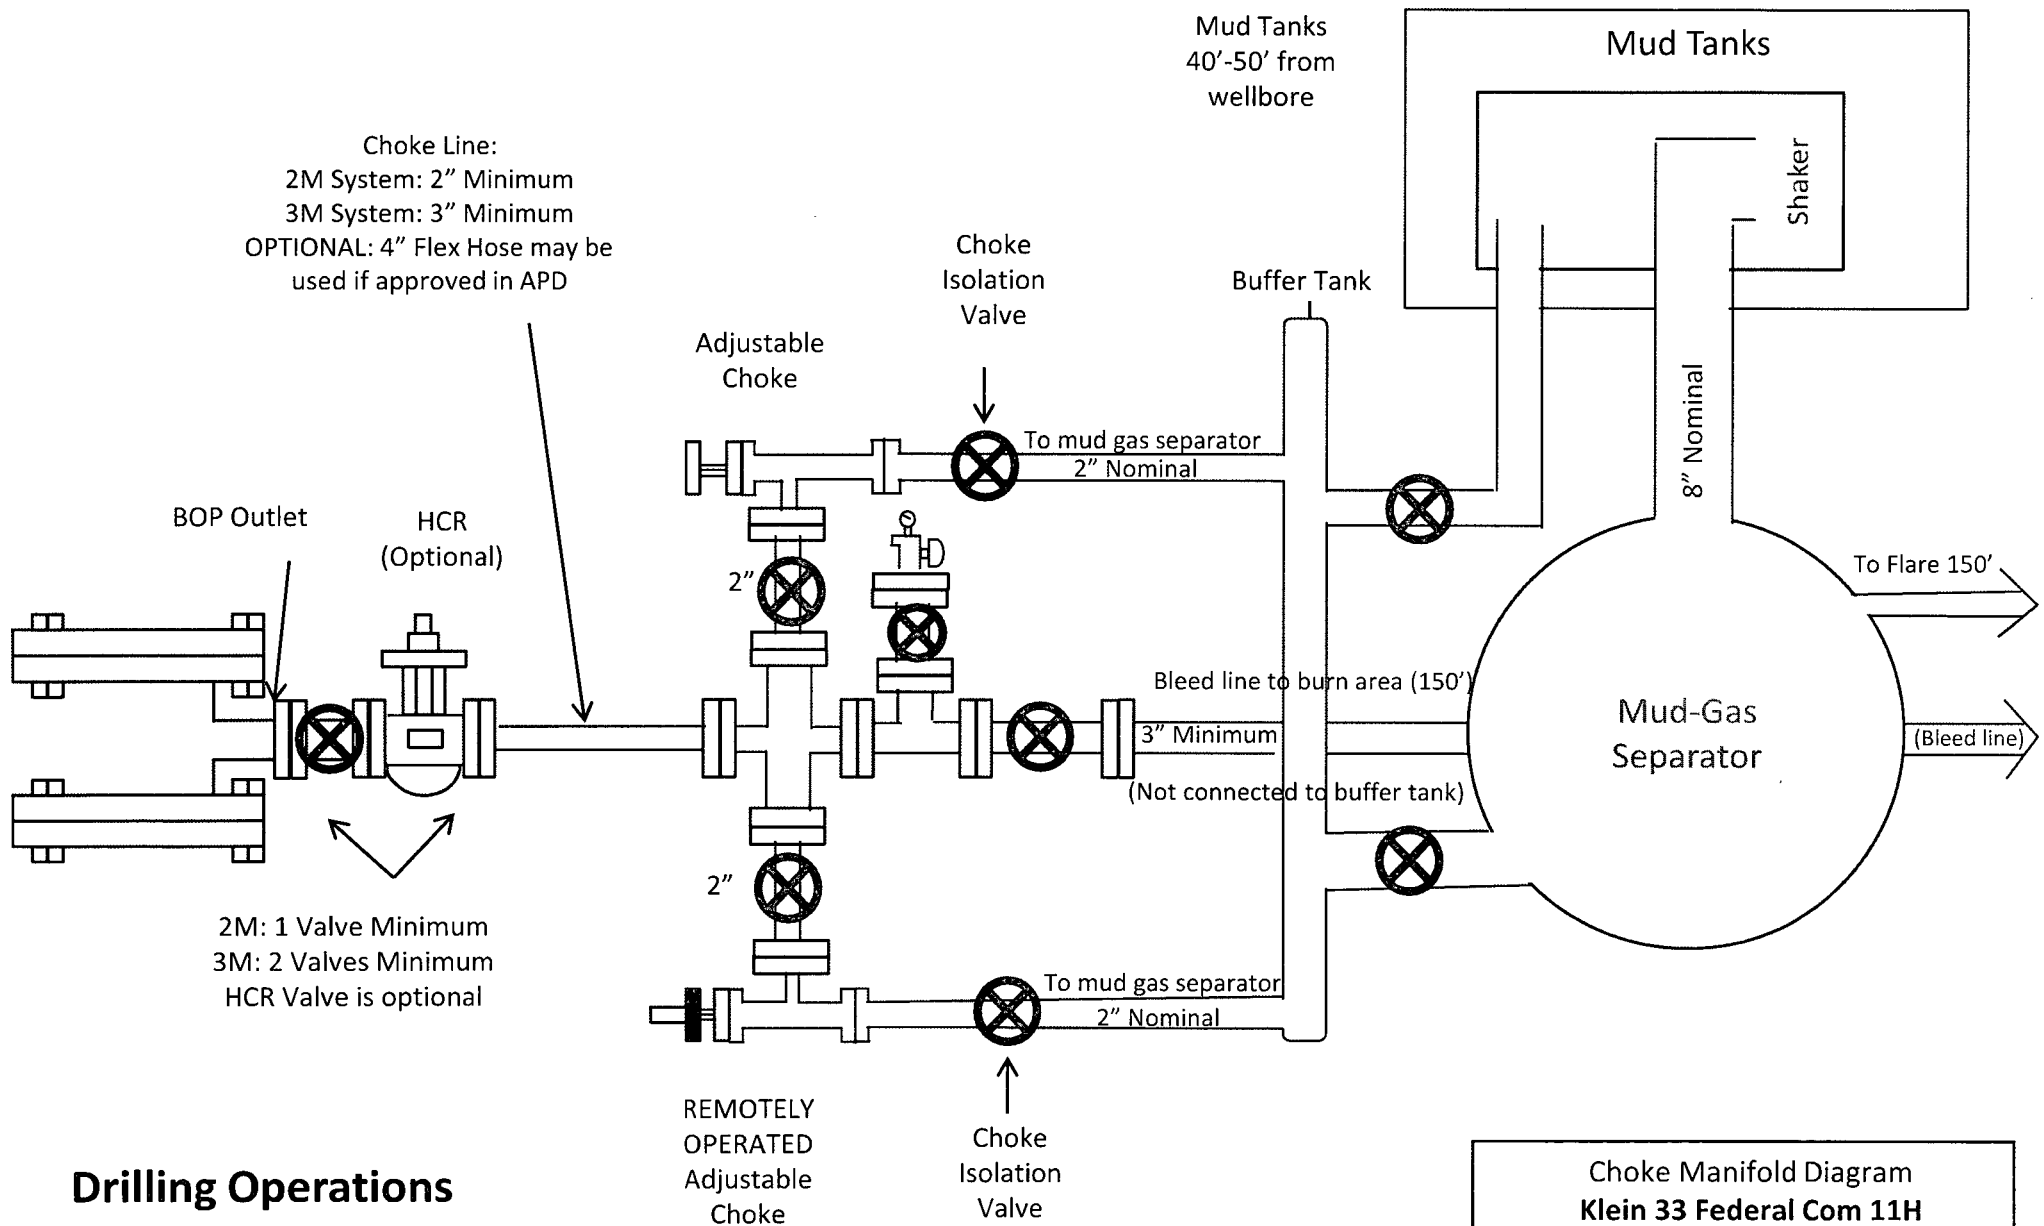 Mud Tanks
40’-50’ from
wellbore
Mud Tanks
Shaker
Choke Line:
2M System: 2” Minimum
3M System: 3” Minimum
OPTIONAL: 4” Flex Hose may be
used if approved in APD
Choke
Isolation
Valve
Buffer Tank
Adjustable
Choke
8” Nominal
To mud gas separator
2” Nominal
BOP Outlet
HCR
(Optional)
2”
To Flare 150’
Bleed line to burn area (150’)
3” Minimum
(Not connected to buffer tank)
Mud-Gas
Separator
(Bleed line)
2”
2M: 1 Valve Minimum
3M: 2 Valves Minimum
HCR Valve is optional
To mud gas separator
2” Nominal
REMOTELY
OPERATED
Adjustable
Choke
Choke
Isolation
Valve
Drilling Operations
Choke Manifold Diagram
Klein 33 Federal Com 11H